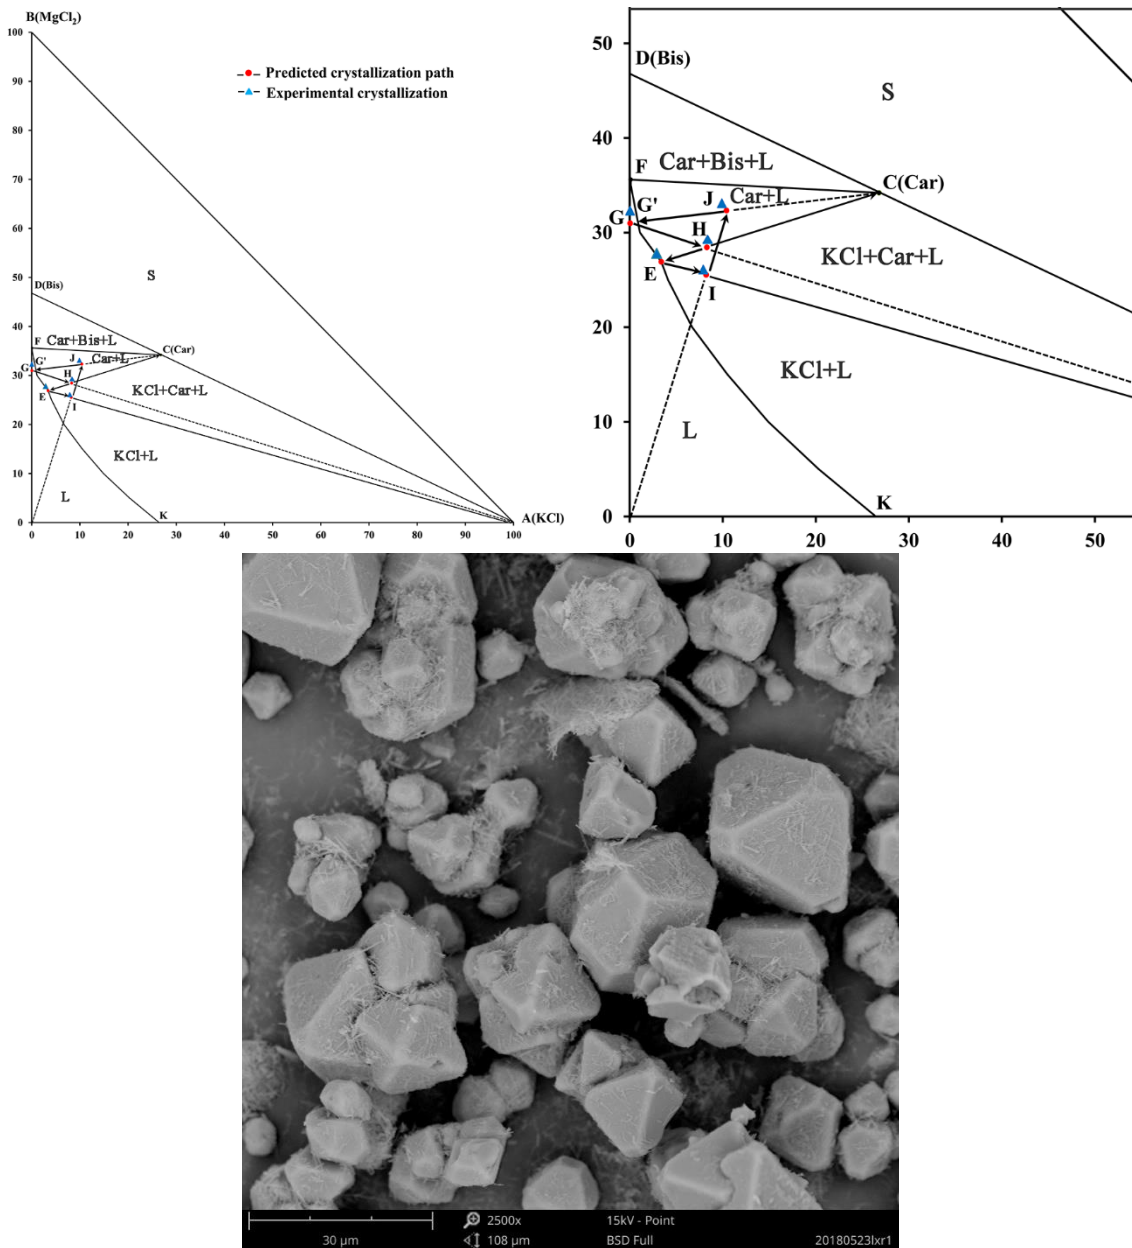 B(MgCl₂)
100
90
80
70
60
50
40
30
20
10
0
Predicted crystallization path
Experimental crystallization
S
D(Bis)
F
Car+Bis+L
C(Car)
G
G'
J
Car+L
H
KCl+Car+L
E
I
KCl+L
L
K
A(KCl)
0 10 20 30 40 50 60 70 80 90 100
50
40
30
20
10
0
D(Bis)
S
F
Car+Bis+L
C(Car)
G
G'
J
Car+L
H
KCl+Car+L
E
I
KCl+L
L
K
0 10 20 30 40 50
30 µm
2500x
108 µm
15kV - Point
BSD Full
20180523lxr1